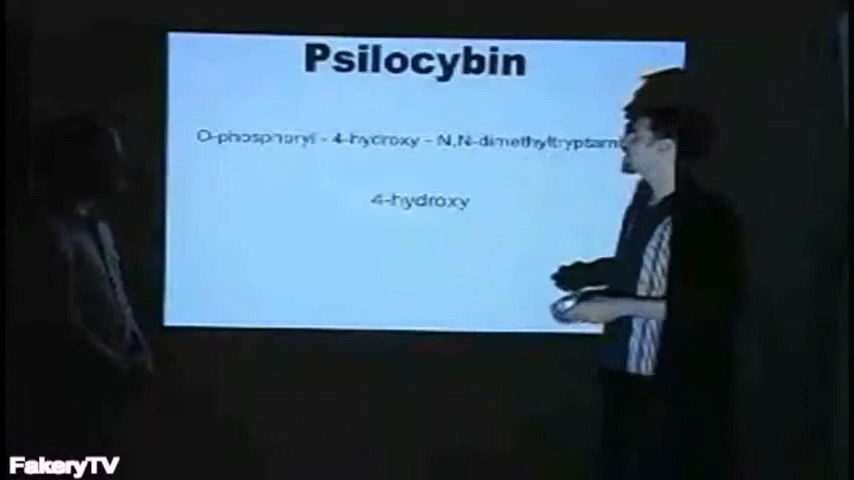 Psilocybin
O-phosphoryl - 4-hydroxy - N,N-dimethyltryptam
4-hydroxy
FakeryTV